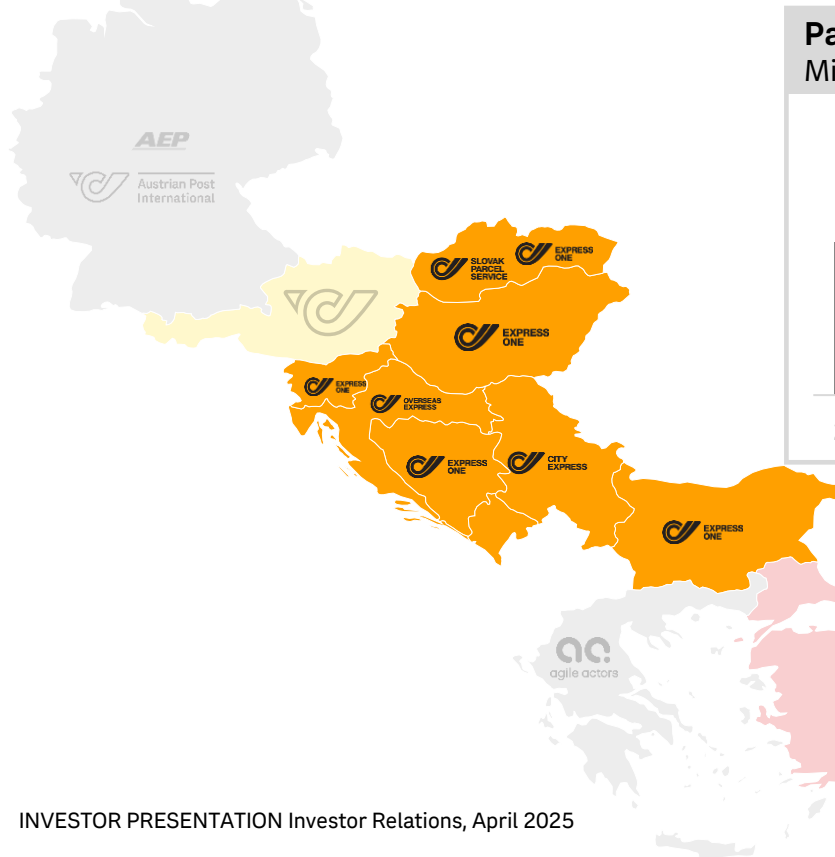 Pa
Mi
AEP
Austrian Post
International
SLOVAK
PARCEL
SERVICE
EXPRESS
ONE
EXPRESS
ONE
EXPRESS
ONE
OVERSEAS
EXPRESS
EXPRESS
ONE
CITY
EXPRESS
EXPRESS
ONE
agile actors
INVESTOR PRESENTATION Investor Relations, April 2025